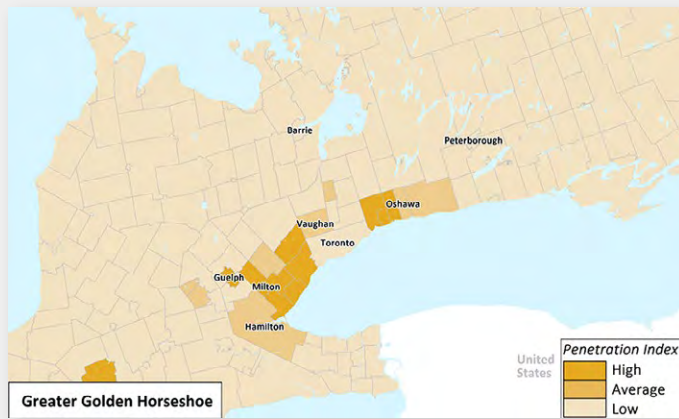 Barrie
Peterborough
Oshawa
Vaughan
Toronto
Guelph
Milton
Hamilton
United
States
Penetration Index
High
Average
Low
Greater Golden Horseshoe